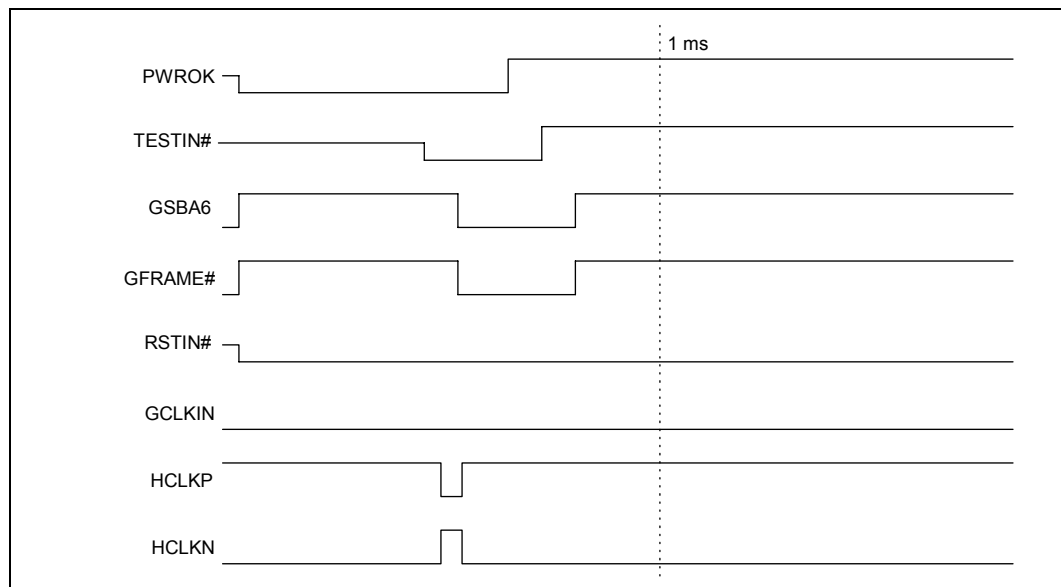 1 ms
PWROK
TESTIN#
GSBA6
GFRAME#
RSTIN#
GCLKIN
HCLKP
HCLKN